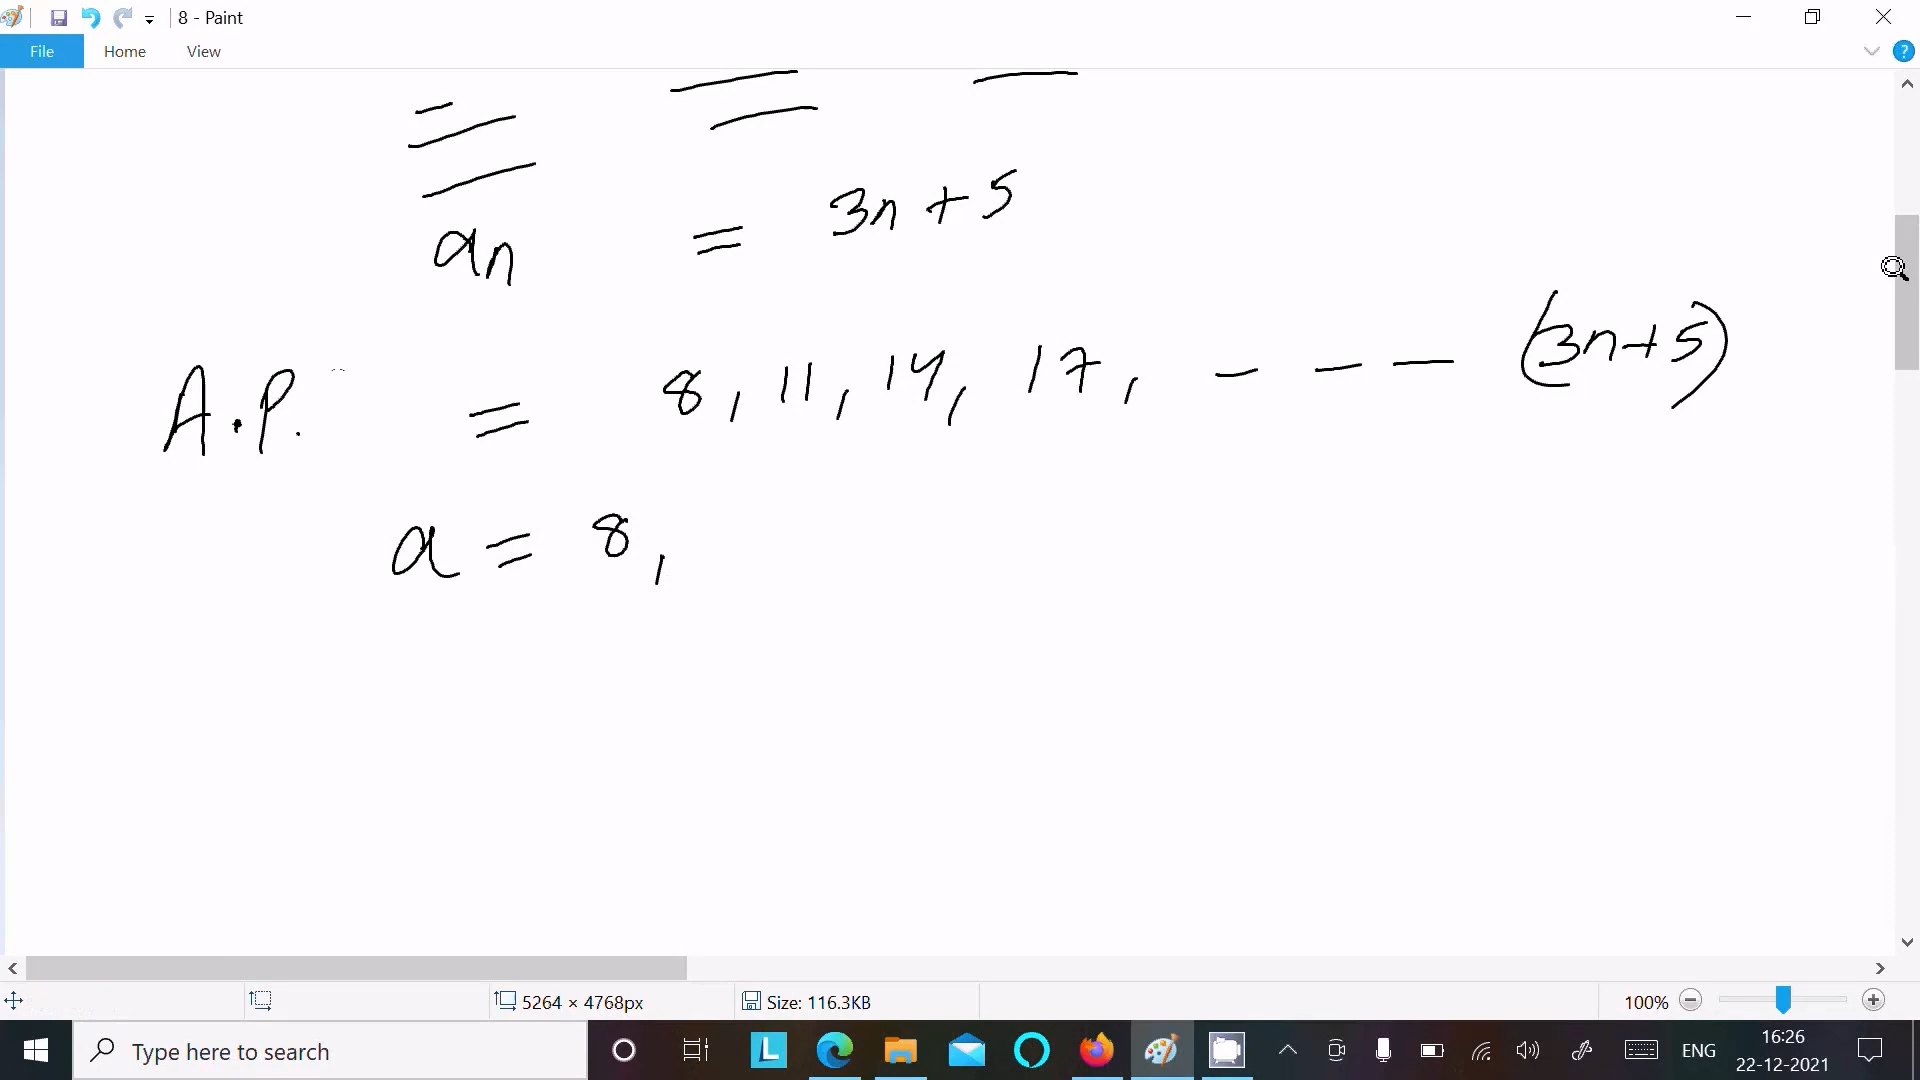 8 - Paint
File Home View
an = 3n + 5
A.P. = 8, 11, 14, 17, - - - (3n+5)
a = 8,
5264 × 4768px Size: 116.3KB 100%
Type here to search
L
ENG 16:26
22-12-2021